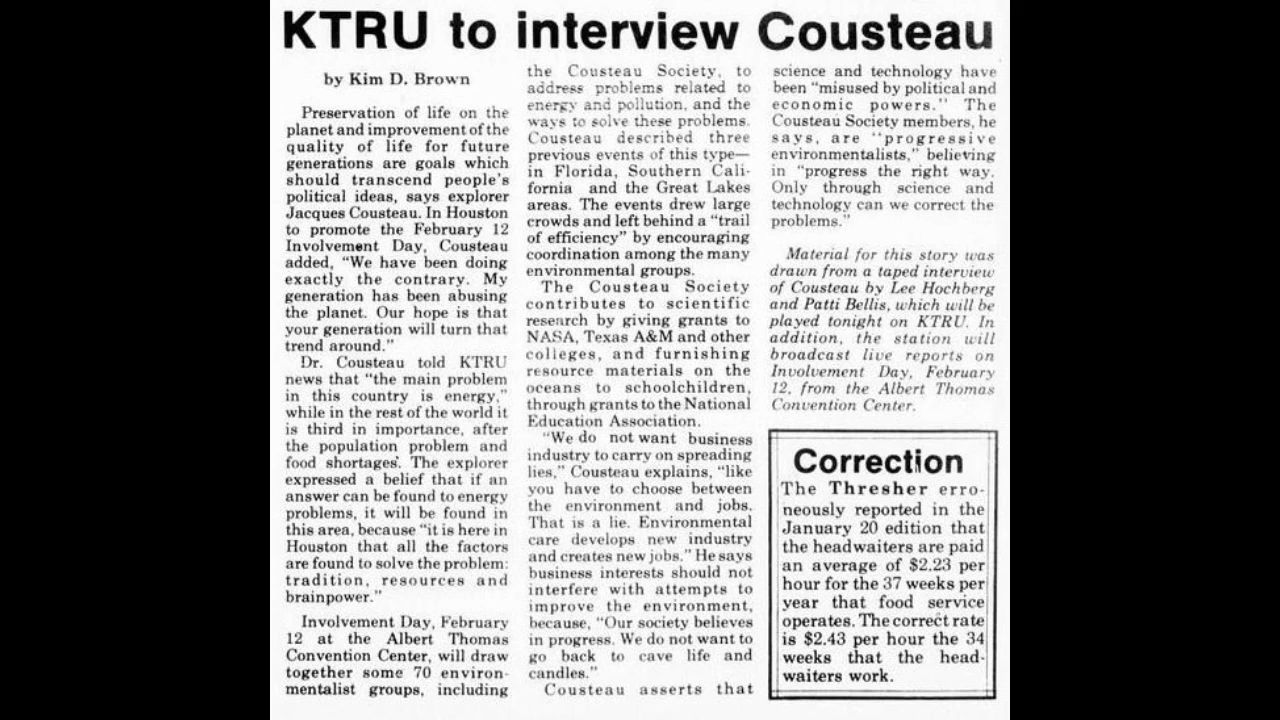 KTRU to interview Cousteau
by Kim D. Brown
Preservation of life on the
planet and improvement of the
quality of life for future
generations are goals which
should transcend people's
political ideas, says explorer
Jacques Cousteau. In Houston
to promote the February 12
Involvement Day, Cousteau
added, "We have been doing
exactly the contrary. My
generation has been abusing
the planet. Our hope is that
your generation will turn that
trend around."
Dr. Cousteau told KTRU
news that "the main problem
in this country is energy,"
while in the rest of the world it
is third in importance, after
the population problem and
food shortages. The explorer
expressed a belief that if an
answer can be found to energy
problems, it will be found in
this area, because "it is here in
Houston that all the factors
are found to solve the problem:
tradition, resources and
brainpower."
Involvement Day, February
12 at the Albert Thomas
Convention Center, will draw
together some 70 environ-
mentalist groups, including
the Cousteau Society, to
address problems related to
energy and pollution, and the
ways to solve these problems.
Cousteau described three
previous events of this type—
in Florida, Southern Cali-
fornia and the Great Lakes
areas. The events drew large
crowds and left behind a "trail
of efficiency" by encouraging
coordination among the many
environmental groups.
The Cousteau Society
contributes to scientific
research by giving grants to
NASA, Texas A&M and other
colleges, and furnishing
resource materials on the
oceans to schoolchildren,
through grants to the National
Education Association.
"We do not want business
industry to carry on spreading
lies," Cousteau explains, "like
you have to choose between
the environment and jobs.
That is a lie. Environmental
care develops new industry
and creates new jobs." He says
business interests should not
interfere with attempts to
improve the environment,
because, "Our society believes
in progress. We do not want to
go back to cave life and
candles."
Cousteau asserts that
science and technology have
been "misused by political and
economic powers." The
Cousteau Society members, he
says, are "progressive
environmentalists," believing
in "progress the right way.
Only through science and
technology can we correct the
problems."
Material for this story was
drawn from a taped interview
of Cousteau by Lee Hochberg
and Patti Bellis, which will be
played tonight on KTRU. In
addition, the station will
broadcast live reports on
Involvement Day, February
12, from the Albert Thomas
Convention Center.
Correction
The Thresher erro-
neously reported in the
January 20 edition that
the headwaiters are paid
an average of $2.23 per
hour for the 37 weeks per
year that food service
operates. The correct rate
is $2.43 per hour the 34
weeks that the head-
waiters work.